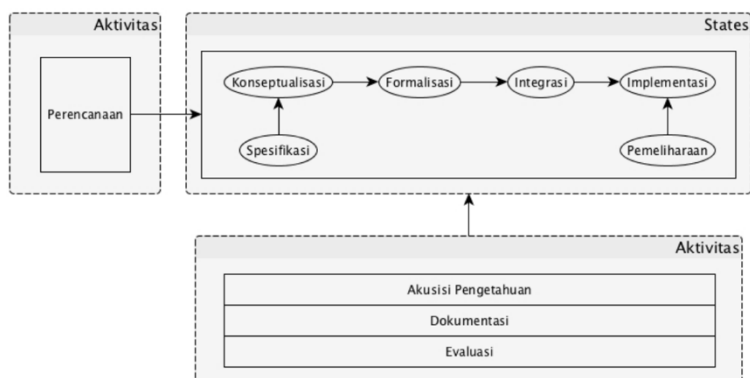 Aktivitas
States
Perencanaan
Konseptualisasi
Formalisasi
Integrasi
Implementasi
Spesifikasi
Pemeliharaan
Aktivitas
Akusisi Pengetahuan
Dokumentasi
Evaluasi